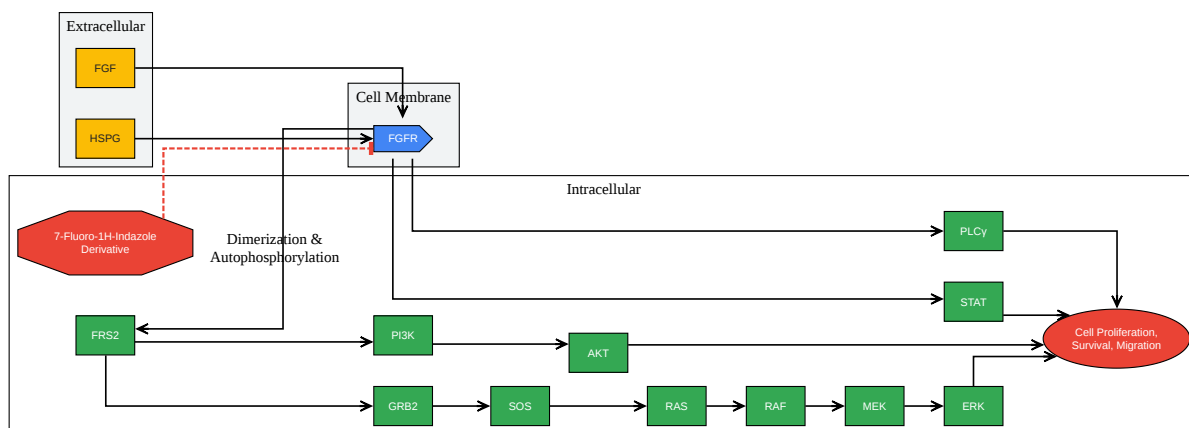 Extracellular
FGF
Cell Membrane
HSPG
FGFR
Intracellular
7-Fluoro-1H-Indazole
Derivative
Dimerization &
Autophosphorylation
PLCγ
STAT
FRS2
PI3K
AKT
Cell Proliferation,
Survival, Migration
GRB2
SOS
RAS
RAF
MEK
ERK